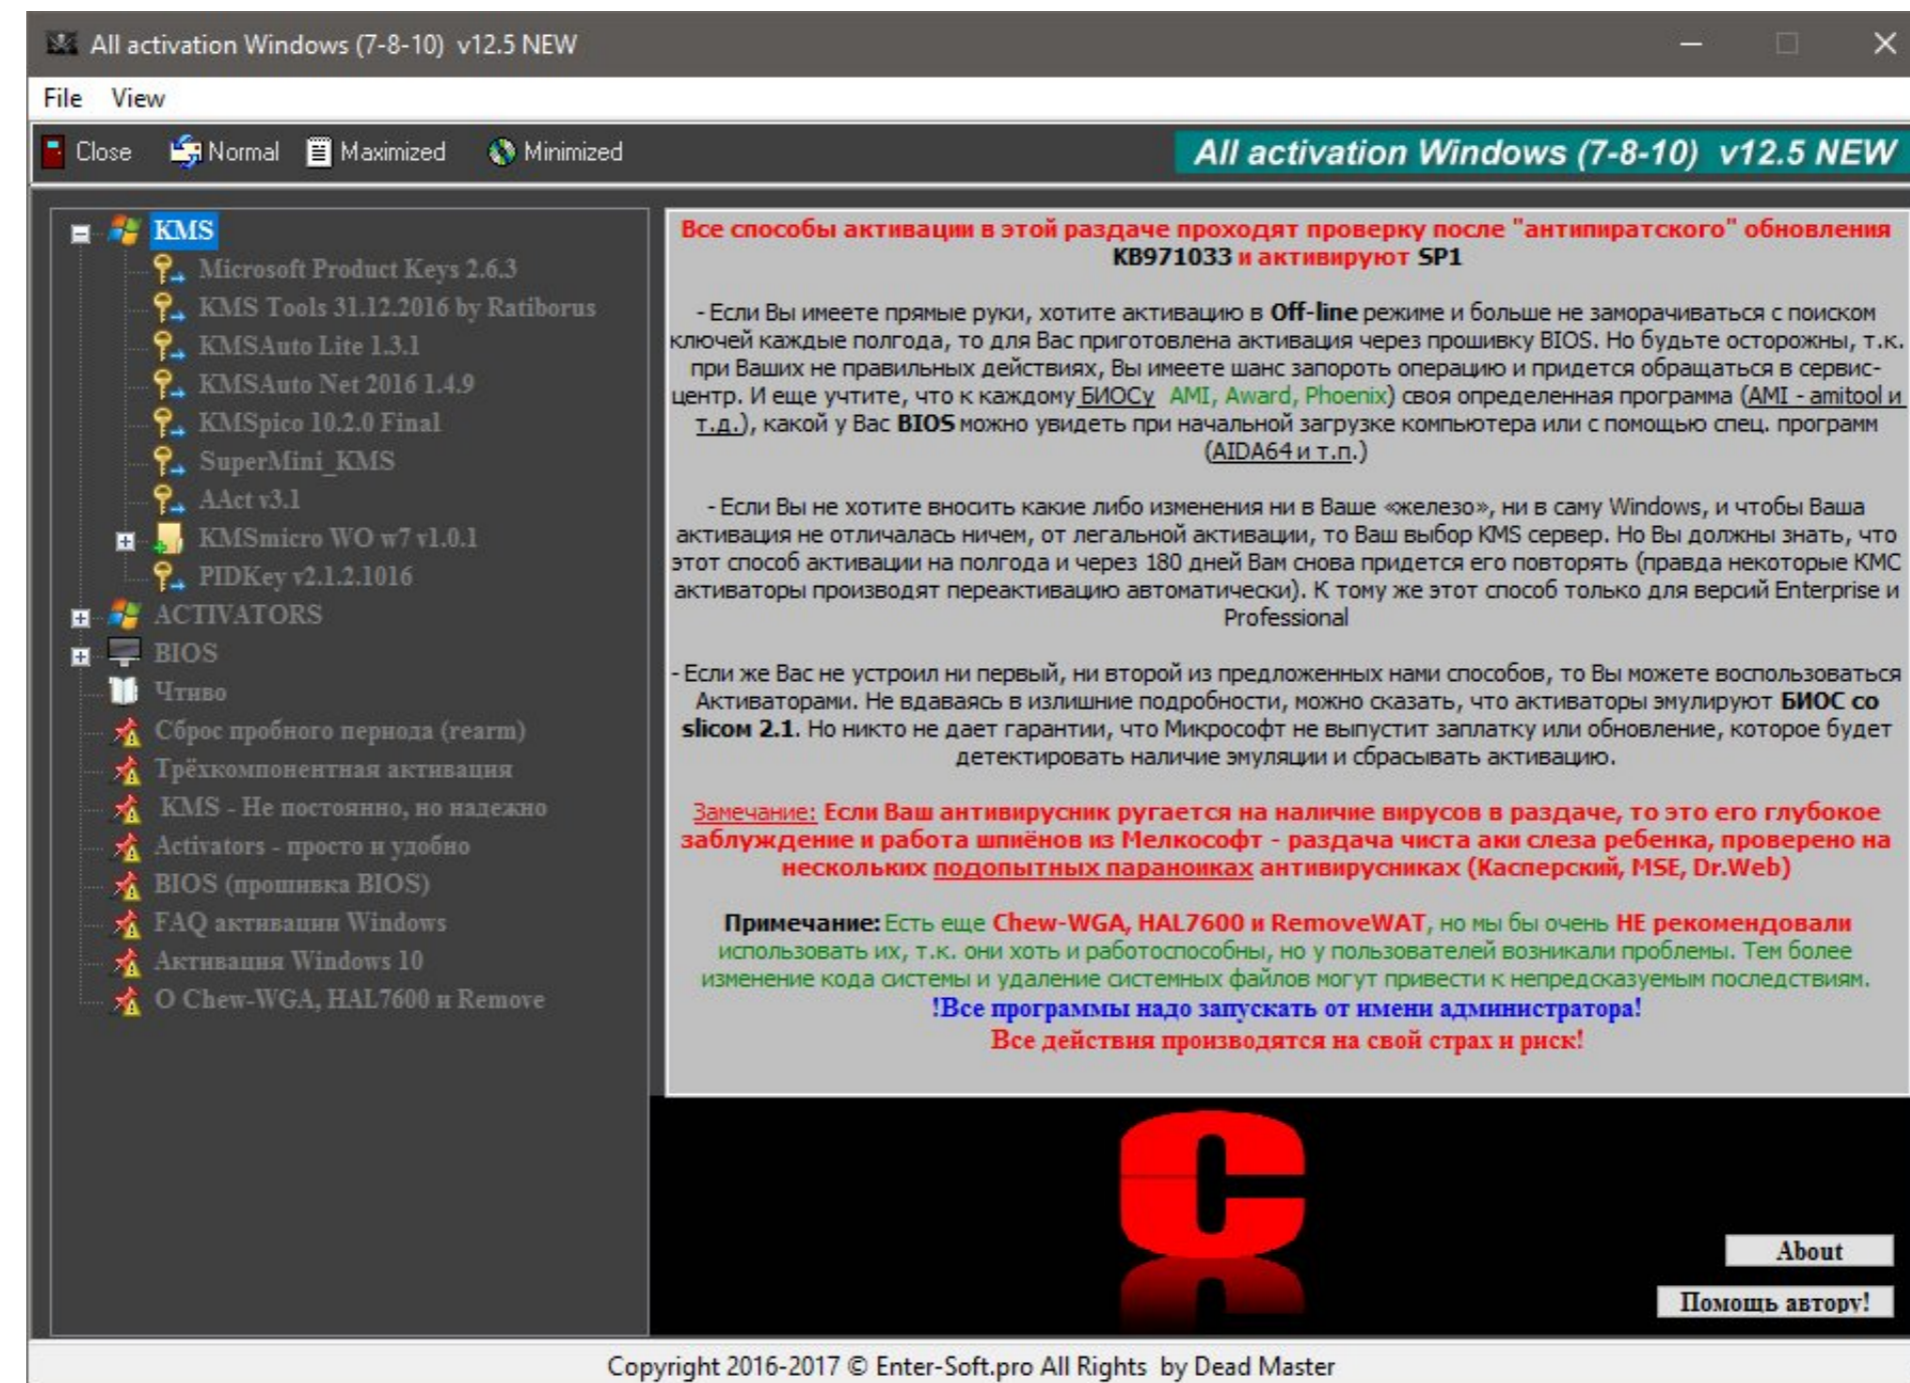 All activation Windows (7-8-10) v12.5 NEW
File View
Close Normal Maximized Minimized
All activation Windows (7-8-10) v12.5 NEW
KMS
Microsoft Product Keys 2.6.3
KMS Tools 31.12.2016 by Ratiborus
KMSAuto Lite 1.3.1
KMSAuto Net 2016 1.4.9
KMSpico 10.2.0 Final
SuperMini_KMS
AAct v3.1
KMSmicro WO w7 v1.0.1
PIDKey v2.1.2.1016
ACTIVATORS
BIOS
Чтиво
Сброс пробного периода (rearm)
Трёхкомпонентная активация
KMS - Не постоянно, но надежно
Activators - просто и удобно
BIOS (прошивка BIOS)
FAQ активации Windows
Активация Windows 10
О Chew-WGA, HAL7600 и Remove
Все способы активации в этой раздаче проходят проверку после "антипиратского" обновления
KB971033 и активируют SP1
- Если Вы имеете прямые руки, хотите активацию в Off-line режиме и больше не заморачиваться с поиском
ключей каждые полгода, то для Вас приготовлена активация через прошивку BIOS. Но будьте осторожны, т.к.
при Ваших не правильных действиях, Вы имеете шанс запороть операцию и придется обращаться в сервис-
центр. И еще учтите, что к каждому БИОСу AMI, Award, Phoenix) своя определенная программа (AMI - amitool и
т.д.), какой у Вас BIOS можно увидеть при начальной загрузке компьютера или с помощью спец. программ
(AIDA64 и т.п.)
- Если Вы не хотите вносить какие либо изменения ни в Ваше «железо», ни в саму Windows, и чтобы Ваша
активация не отличалась ничем, от легальной активации, то Ваш выбор KMS сервер. Но Вы должны знать, что
этот способ активации на полгода и через 180 дней Вам снова придется его повторять (правда некоторые КМС
активаторы производят переактивацию автоматически). К тому же этот способ только для версий Enterprise и
Professional
- Если же Вас не устроил ни первый, ни второй из предложенных нами способов, то Вы можете воспользоваться
Активаторами. Не вдаваясь в излишние подробности, можно сказать, что активаторы эмулируют БИОС со
slicом 2.1. Но никто не дает гарантии, что Микрософт не выпустит заплатку или обновление, которое будет
детектировать наличие эмуляции и сбрасывать активацию.
Замечание: Если Ваш антивирусник ругается на наличие вирусов в раздаче, то это его глубокое
заблуждение и работа шпиёнов из Мелкософт - раздача чиста аки слеза ребенка, проверено на
нескольких подопытных параноиках антивирусниках (Касперский, MSE, Dr.Web)
Примечание: Есть еще Chew-WGA, HAL7600 и RemoveWAT, но мы бы очень НЕ рекомендовали
использовать их, т.к. они хоть и работоспособны, но у пользователей возникали проблемы. Тем более
изменение кода системы и удаление системных файлов могут привести к непредсказуемым последствиям.
!Все программы надо запускать от имени администратора!
Все действия производятся на свой страх и риск!
C
About
Помощь автору!
Copyright 2016-2017 © Enter-Soft.pro All Rights by Dead Master